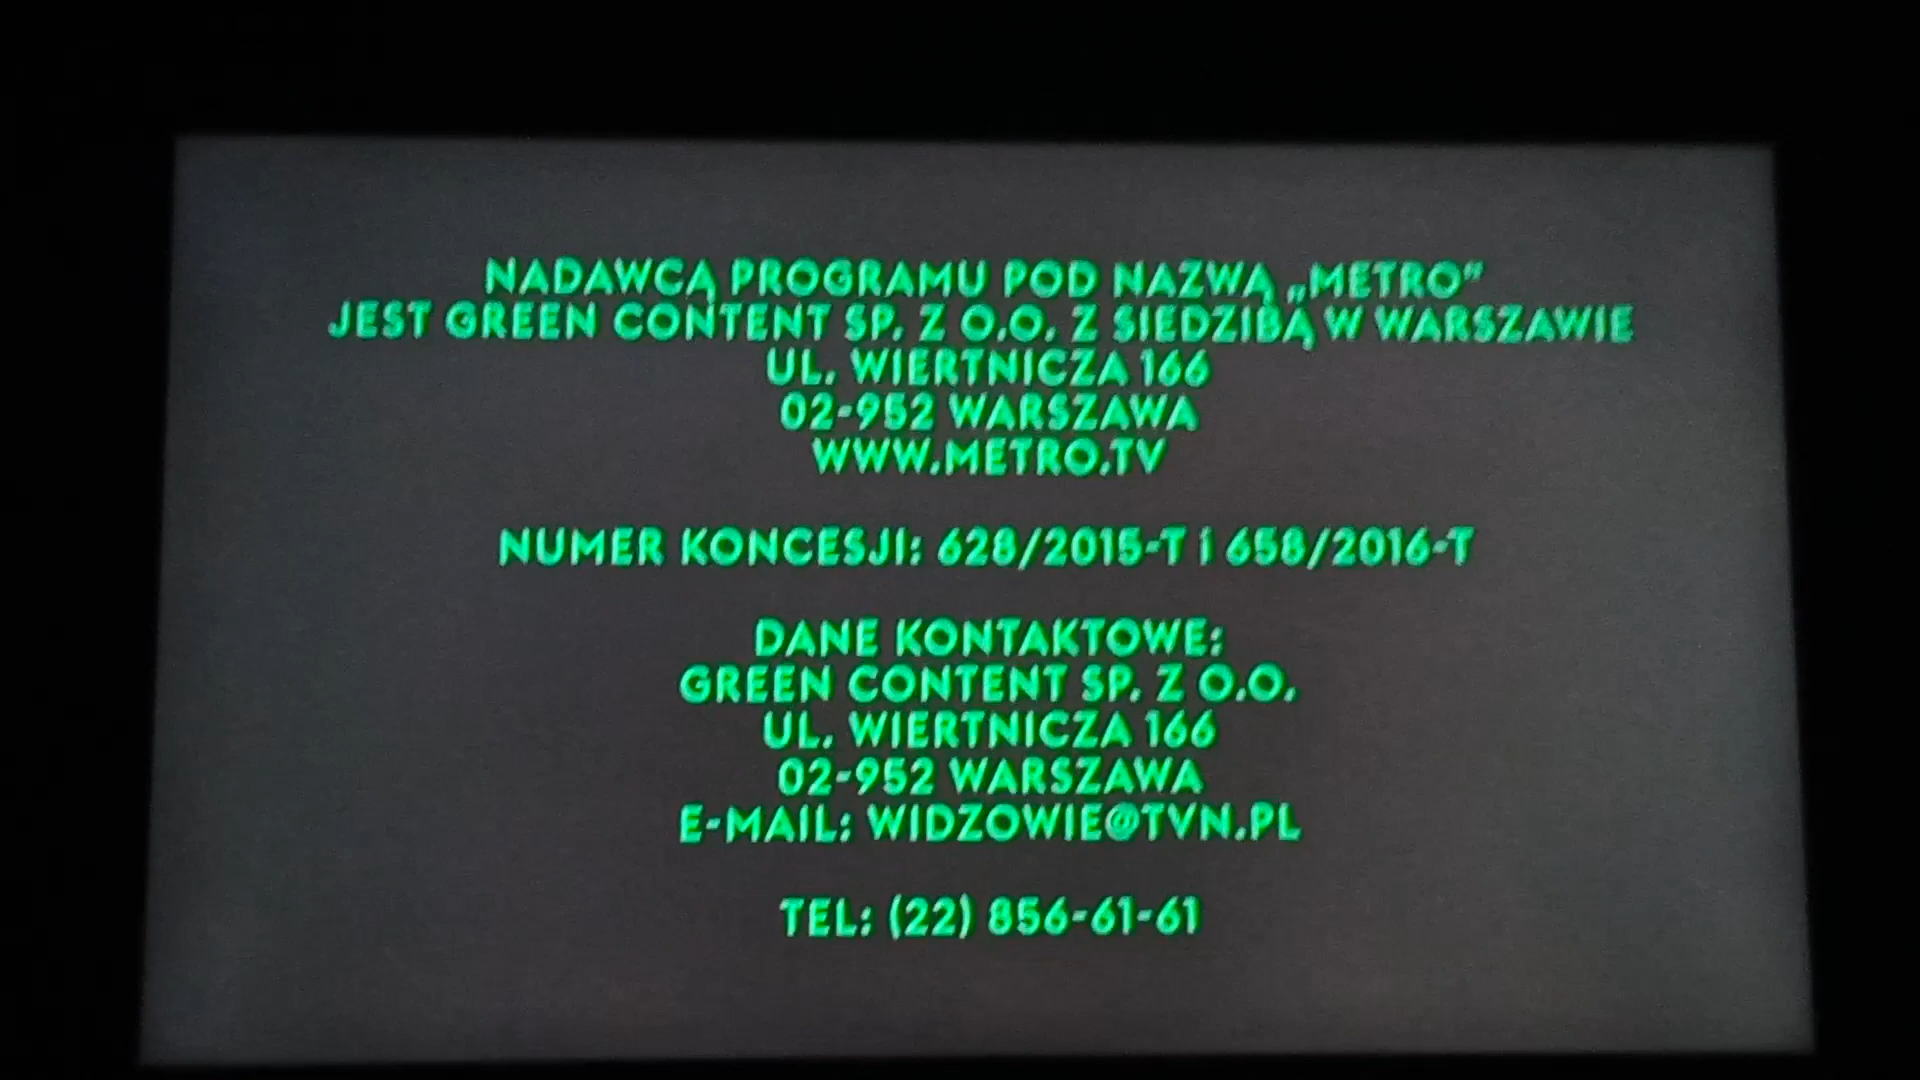 NADAWCĄ PROGRAMU POD NAZWĄ „METRO”
JEST GREEN CONTENT SP. Z O.O. Z SIEDZIBĄ W WARSZAWIE
UL. WIERTNICZA 166
02-952 WARSZAWA
WWW.METRO.TV
NUMER KONCESJI: 628/2015-T i 658/2016-T
DANE KONTAKTOWE:
GREEN CONTENT SP. Z O.O.
UL. WIERTNICZA 166
02-952 WARSZAWA
E-MAIL: WIDZOWIE@TVN.PL
TEL: (22) 856-61-61